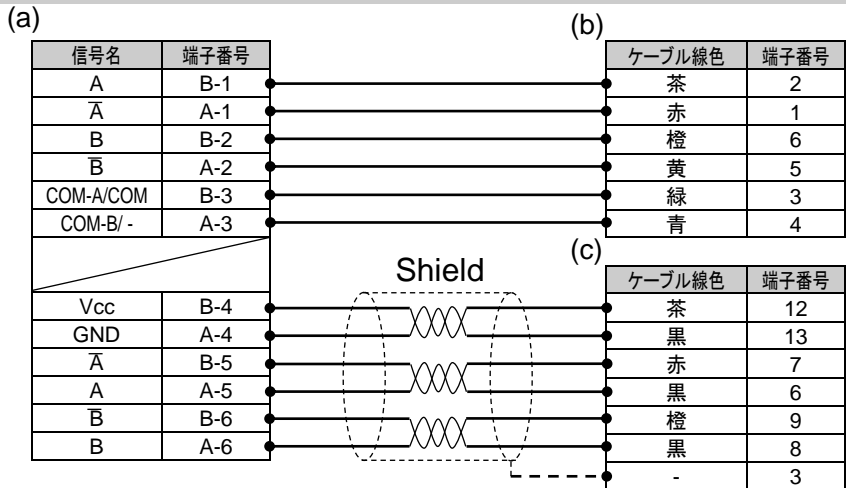 (a)
信号名 端子番号
A B-1
A̅ A-1
B B-2
B̅ A-2
COM-A/COM B-3
COM-B/ - A-3
Vcc B-4
GND A-4
A̅ B-5
A A-5
B̅ B-6
B A-6
Shield
(b)
ケーブル線色 端子番号
茶 2
赤 1
橙 6
黄 5
緑 3
青 4
(c)
ケーブル線色 端子番号
茶 12
黒 13
赤 7
黒 6
橙 9
黒 8
- 3